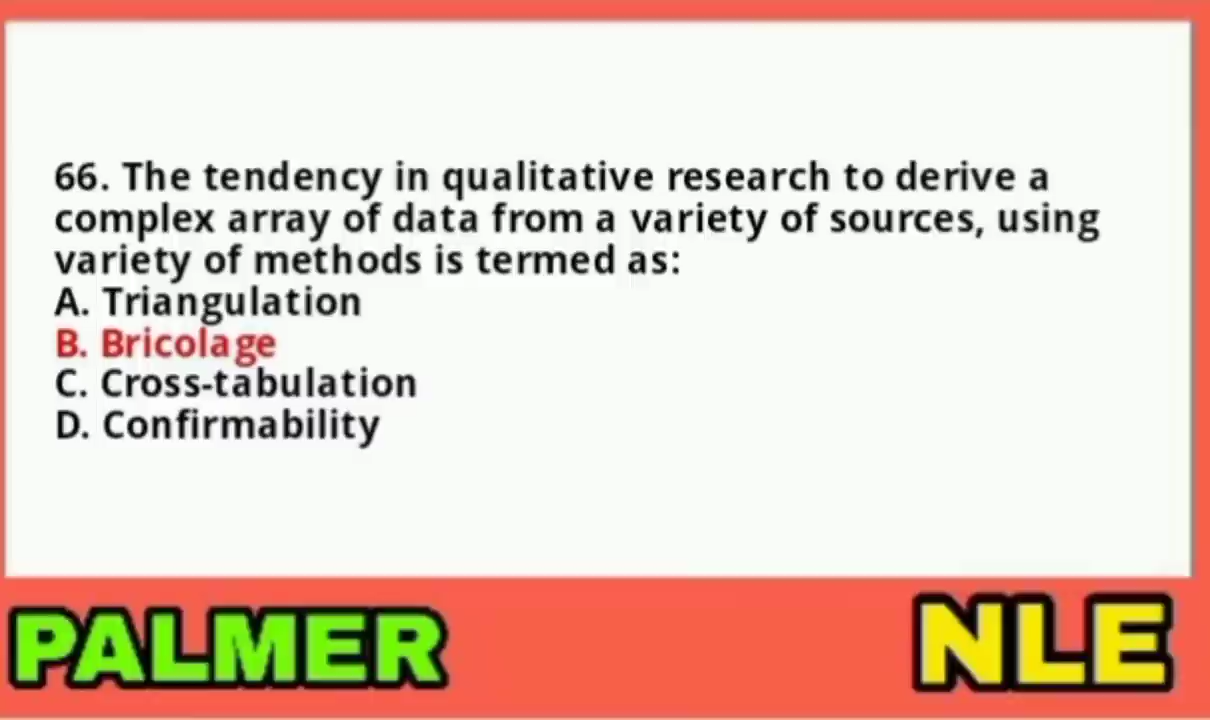 66. The tendency in qualitative research to derive a
complex array of data from a variety of sources, using
variety of methods is termed as:
A. Triangulation
B. Bricolage
C. Cross-tabulation
D. Confirmability
PALMER
NLE